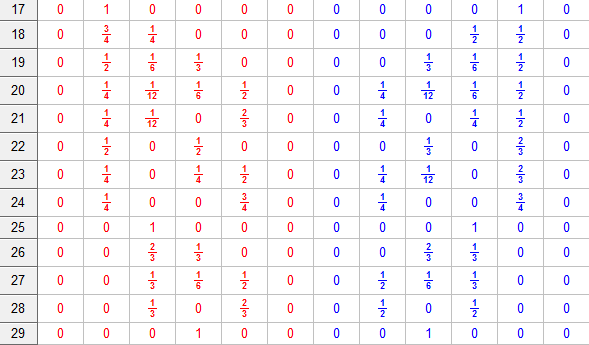 17 0 1 0 0 0 0 0 0 0 0 1 0
18 0 3/4 1/4 0 0 0 0 0 0 1/2 1/2 0
19 0 1/2 1/6 1/3 0 0 0 0 1/3 1/6 1/2 0
20 0 1/4 1/12 1/6 1/2 0 0 1/4 1/12 1/6 1/2 0
21 0 1/4 1/12 0 2/3 0 0 1/4 0 1/4 1/2 0
22 0 1/2 0 1/2 0 0 0 0 1/3 0 2/3 0
23 0 1/4 0 1/4 1/2 0 0 1/4 1/12 0 2/3 0
24 0 1/4 0 0 3/4 0 0 1/4 0 0 3/4 0
25 0 0 1 0 0 0 0 0 0 1 0 0
26 0 0 2/3 1/3 0 0 0 0 2/3 1/3 0 0
27 0 0 1/3 1/6 1/2 0 0 1/2 1/6 1/3 0 0
28 0 0 1/3 0 2/3 0 0 1/2 0 1/2 0 0
29 0 0 0 1 0 0 0 0 1 0 0 0